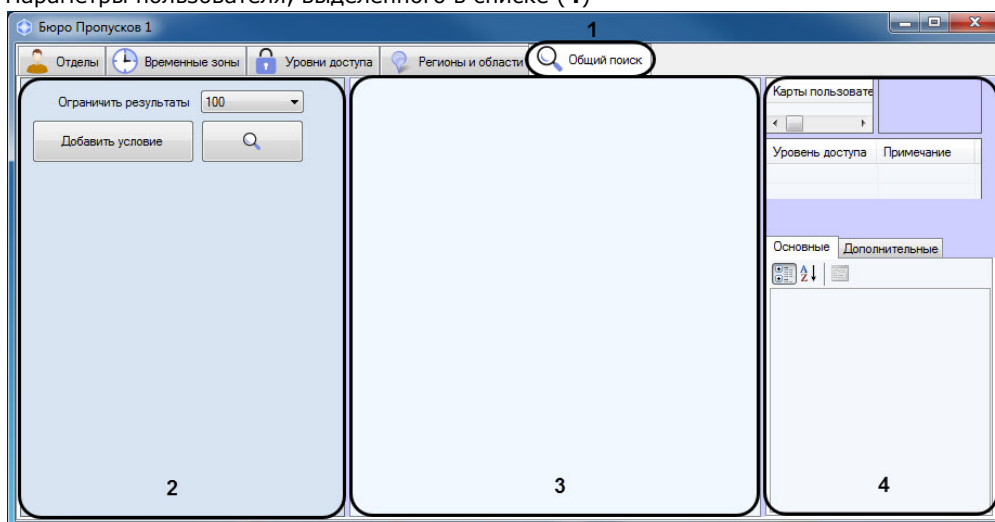 Параметры пользователя, выделенного в списке (4)
Бюро Пропусков 1
1
Отделы Временные зоны Уровни доступа Регионы и области Общий поиск
Ограничить результаты 100
Добавить условие
Карты пользовате
Уровень доступа Примечание
Основные Дополнительные
2
3
4